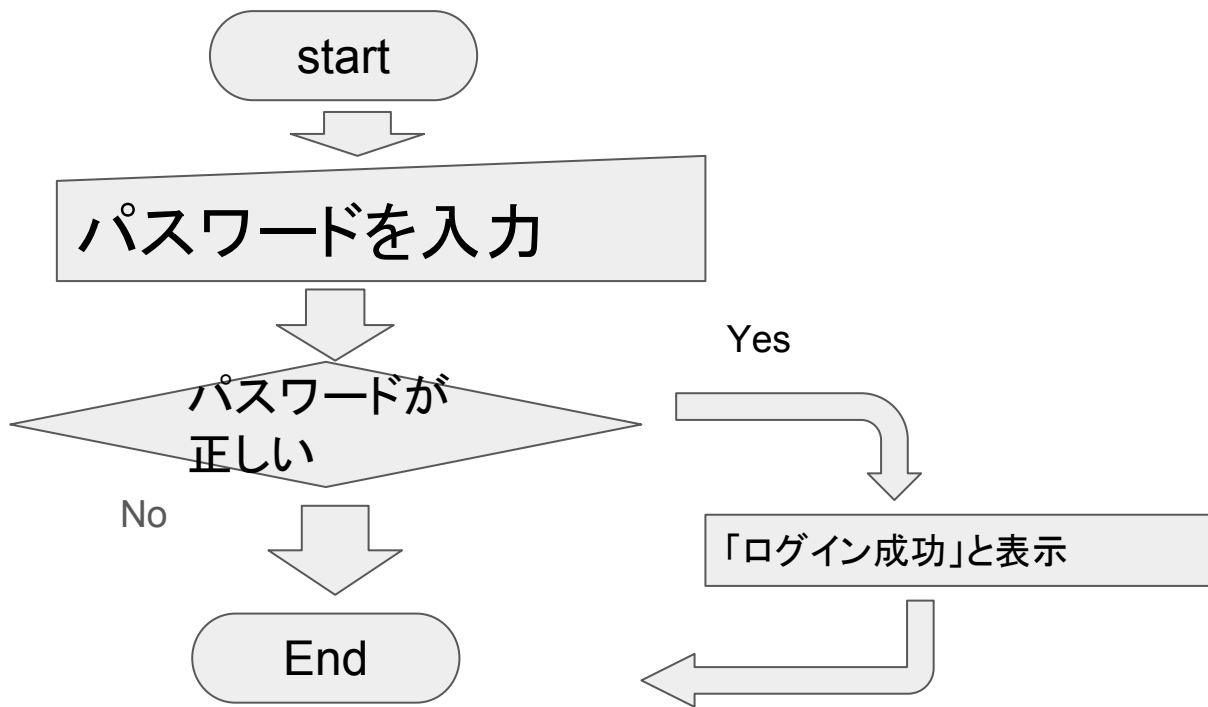 start
パスワードを入力
Yes
パスワードが
正しい
No
「ログイン成功」と表示
End